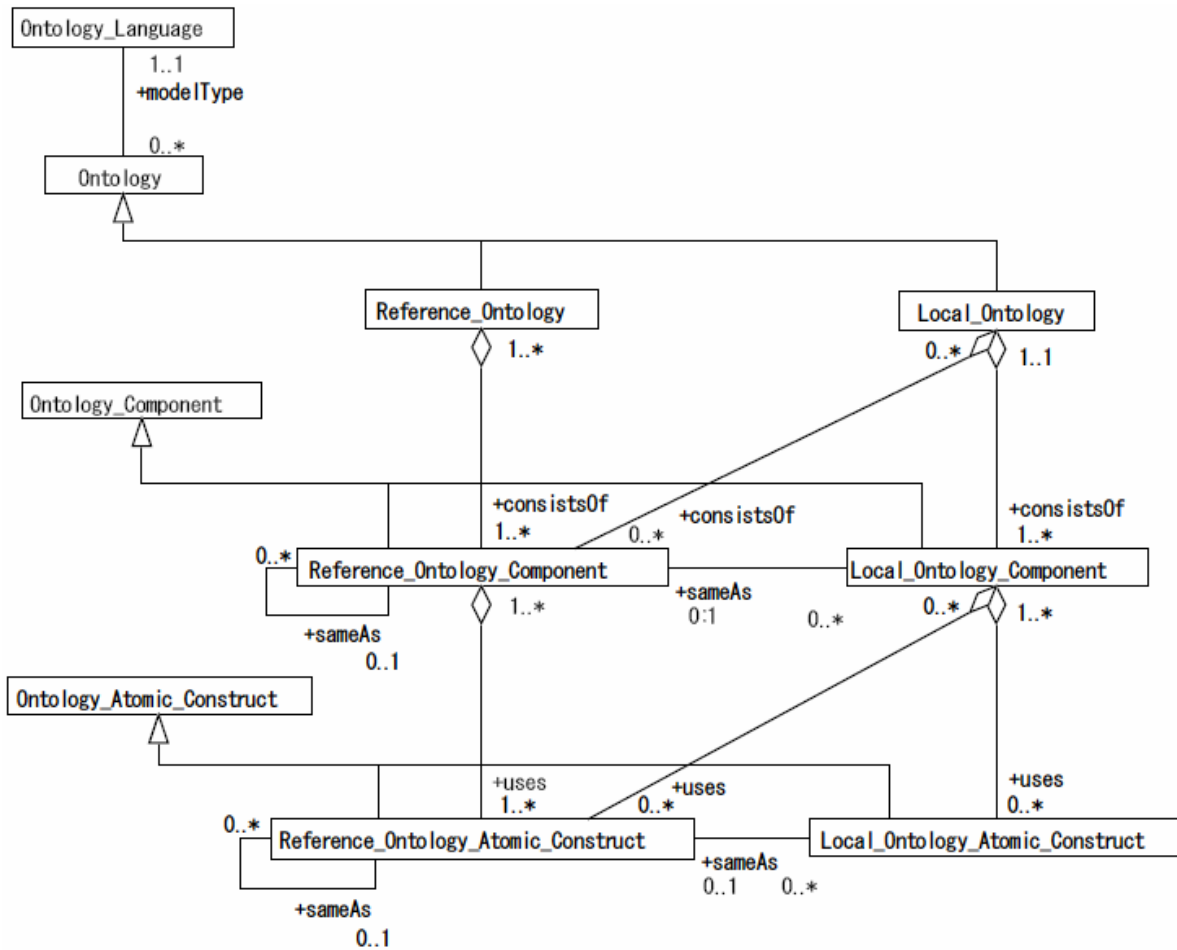 Ontology_Language
1..1
+modelType
0..*
Ontology
Reference_Ontology
Local_Ontology
1..*
0..*
1..1
Ontology_Component
+consistsOf
+consistsOf
+consistsOf
1..*
0..*
1..*
0..*
Reference_Ontology_Component
Local_Ontology_Component
+sameAs
1..*
0..*
1..*
0:1
0..*
+sameAs
0..1
Ontology_Atomic_Construct
+uses
+uses
+uses
1..*
0..*
0..*
0..*
Reference_Ontology_Atomic_Construct
Local_Ontology_Atomic_Construct
+sameAs
0..1
0..*
+sameAs
0..1